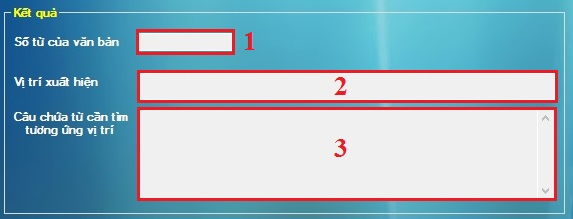 Kết quả
Số từ của văn bản
1
Vị trí xuất hiện
2
Câu chứa từ cần tìm
tương ứng vị trí
3